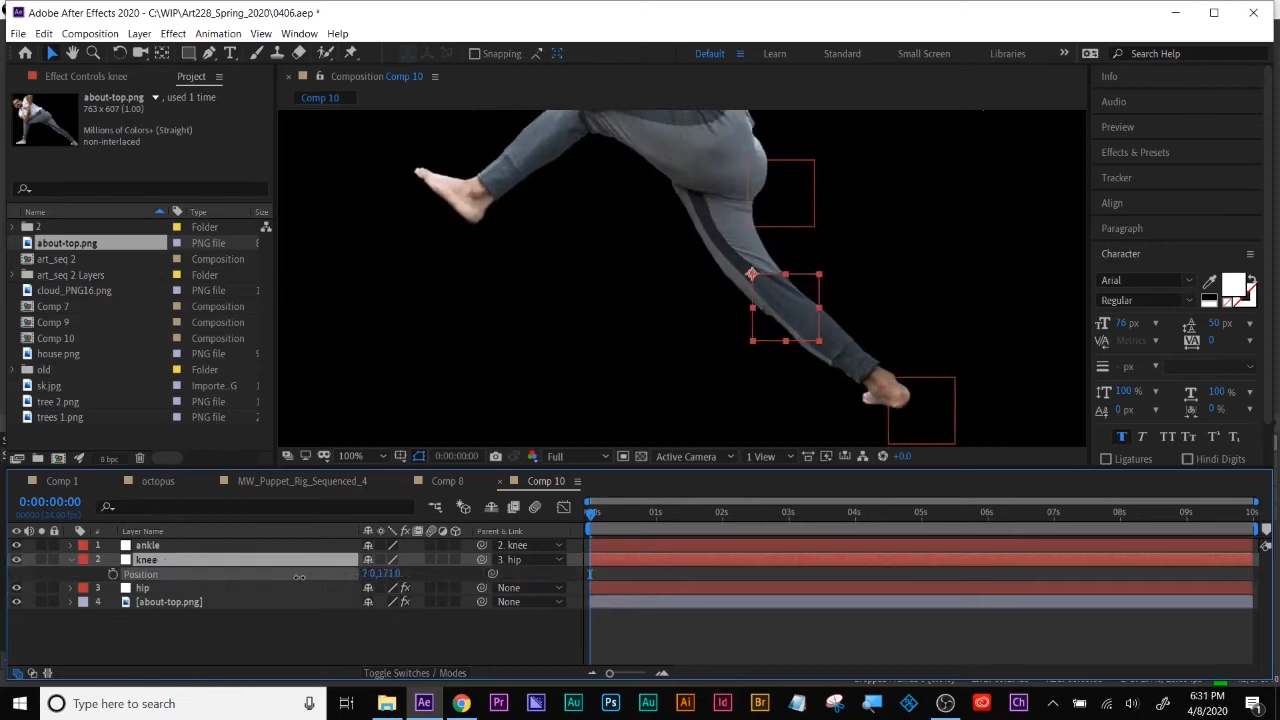 Adobe After Effects 2020 - C:\WIP\Art228_Spring_2020\0406.aep *
File Edit Composition Layer Effect Animation View Window Help
Snapping Default Learn Standard Small Screen Libraries Search Help
Effect Controls knee Project
Composition Comp 10
Comp 10
about-top.png , used 1 time
763 x 607 (1.00)
Millions of Colors+ (Straight)
non-interlaced
Name Type Size
2 Folder
about-top.png PNG file 8
art_seq 2 Composition
art_seq 2 Layers Folder
cloud_PNG16.png PNG file
Comp 7 Composition
Comp 9 Composition
Comp 10 Composition
house.png PNG file 9
old Folder
sk.jpg Importe..G
tree 2.png PNG file
trees 1.png PNG file
8 bpc
100% 0:00:00:00 Full Active Camera 1 View +0.0
Info
Audio
Preview
Effects & Presets
Tracker
Align
Paragraph
Character
Arial
Regular
76 px 50 px
Metrics 0
- px
100 % 100 %
0 px 0 %
T T TT Tt T¹ T₁
Ligatures Hindi Digits
Comp 1 octopus MW_Puppet_Rig_Sequenced_4 Comp 8 Comp 10
0:00:00:00
Layer Name Parent & Link
1 ankle 2. knee
2 knee 3. hip
Position
3 hip None
4 [about-top.png] None
01s 02s 03s 04s 05s 06s 07s 08s 09s 10s
Toggle Switches / Modes
Type here to search
6:31 PM
4/8/2020